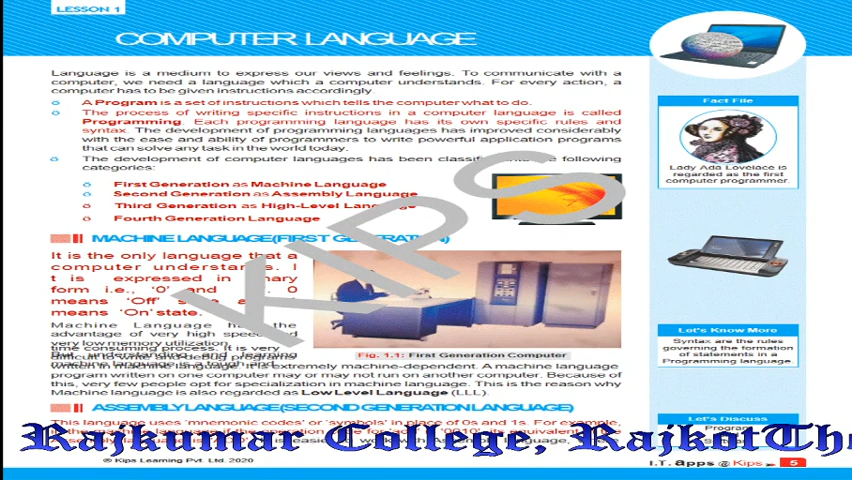 LESSON 1
COMPUTER LANGUAGE
Language is a medium to express our views and feelings. To communicate with a
computer, we need a language which a computer understands. For every action, a
computer has to be given instructions accordingly.
A Program is a set of instructions which tells the computer what to do.
The process of writing specific instructions in a computer language is called
Programming. Each programming language has its own specific rules and
syntax. The development of programming languages has improved considerably
with the ease and ability of programmers to write powerful application programs
that can solve any task in the world today.
The development of computer languages has been following
categories:
First Generation as Machine Language
Second Generation as Assembly Language
Third Generation as High-Level Language
Fourth Generation Language
MACHINE LANGUAGE(FIRST GENERATION)
It is the only language that a
computer understands. I
t is expressed in binary
form i.e., '0' and 0
means 'Off'
means 'On' state.
Machine Language has the
advantage of very high speed and
very low memory utilization.
time consuming process. It is very
But, understanding and learning
difficult to write and debug programs
Fig. 1.1: First Generation Computer
It is extremely machine-dependent. A machine language
program written on one computer may or may not run on another computer. Because of
this, very few people opt for specialization in machine language. This is the reason why
Machine language is also regarded as Low Level Language (LLL).
ASSEMBLY LANGUAGE(SECOND GENERATION LANGUAGE)
This language uses 'mnemonic codes' or 'symbols' in place of 0s and 1s. For example,
Rajkumar College, RajkotTh
© Kips Learning Pvt. Ltd. 2020
I.T. apps @ Kips
5
Fact File
Lady Ada Lovelace is
regarded as the first
computer programmer.
Let's Know More
Syntax are the rules
governing the formation
of statements in a
Programming language.
Let's Discuss
Program
KIPS